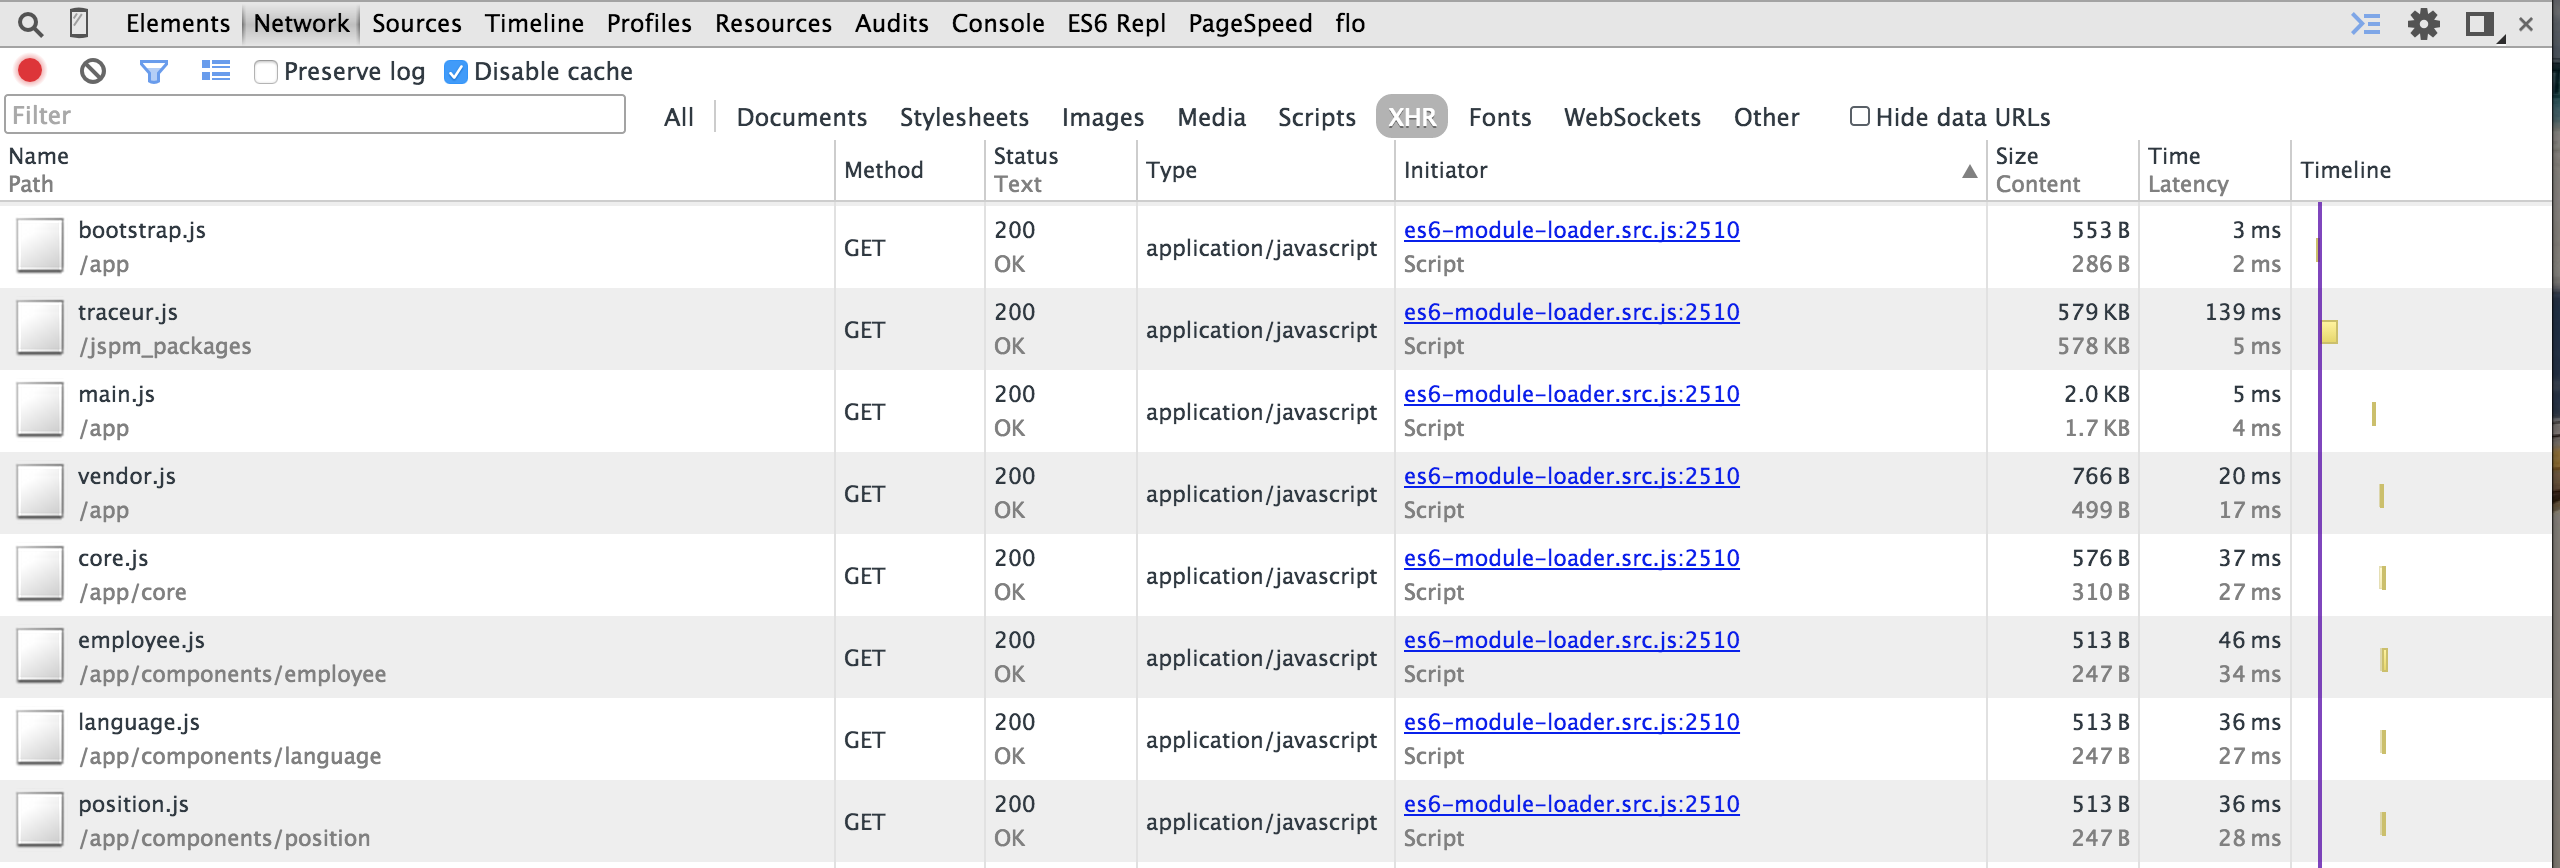 Elements Network Sources Timeline Profiles Resources Audits Console ES6 Repl PageSpeed flo
Preserve log Disable cache
Filter All Documents Stylesheets Images Media Scripts XHR Fonts WebSockets Other Hide data URLs
Name Method Status Type Initiator Size Time Timeline
Path Text Content Latency
bootstrap.js GET 200 application/javascript es6-module-loader.src.js:2510 553 B 3 ms
/app OK Script 286 B 2 ms
traceur.js GET 200 application/javascript es6-module-loader.src.js:2510 579 KB 139 ms
/jspm_packages OK Script 578 KB 5 ms
main.js GET 200 application/javascript es6-module-loader.src.js:2510 2.0 KB 5 ms
/app OK Script 1.7 KB 4 ms
vendor.js GET 200 application/javascript es6-module-loader.src.js:2510 766 B 20 ms
/app OK Script 499 B 17 ms
core.js GET 200 application/javascript es6-module-loader.src.js:2510 576 B 37 ms
/app/core OK Script 310 B 27 ms
employee.js GET 200 application/javascript es6-module-loader.src.js:2510 513 B 46 ms
/app/components/employee OK Script 247 B 34 ms
language.js GET 200 application/javascript es6-module-loader.src.js:2510 513 B 36 ms
/app/components/language OK Script 247 B 27 ms
position.js GET 200 application/javascript es6-module-loader.src.js:2510 513 B 36 ms
/app/components/position OK Script 247 B 28 ms